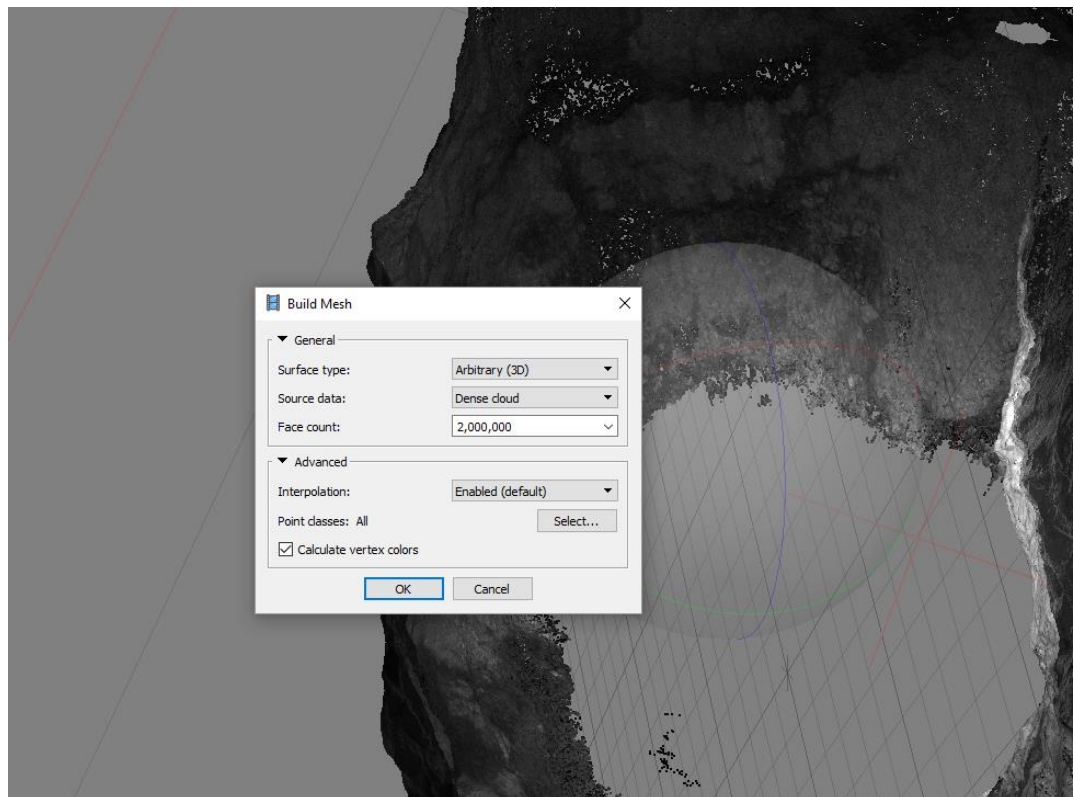 Build Mesh
General
Surface type: Arbitrary (3D)
Source data: Dense cloud
Face count: 2,000,000
Advanced
Interpolation: Enabled (default)
Point classes: All Select...
Calculate vertex colors
OK Cancel